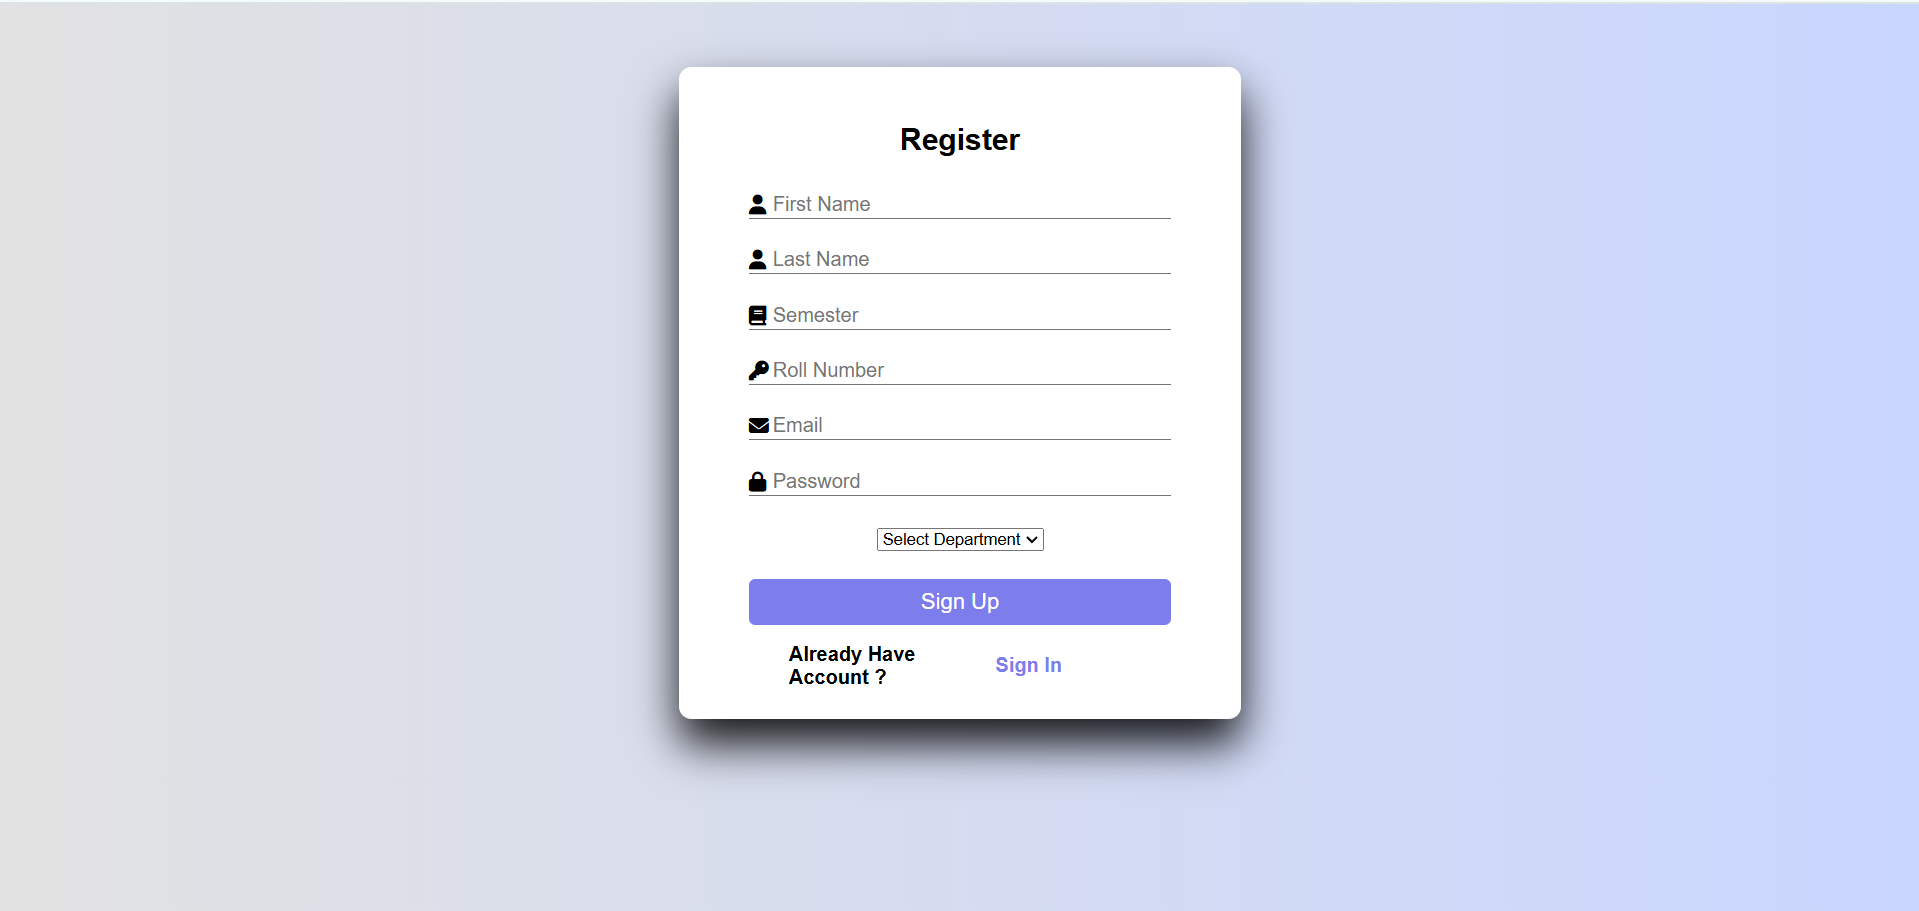 Register
First Name
Last Name
Semester
Roll Number
Email
Password
Select Department
Sign Up
Already Have
Account ?
Sign In